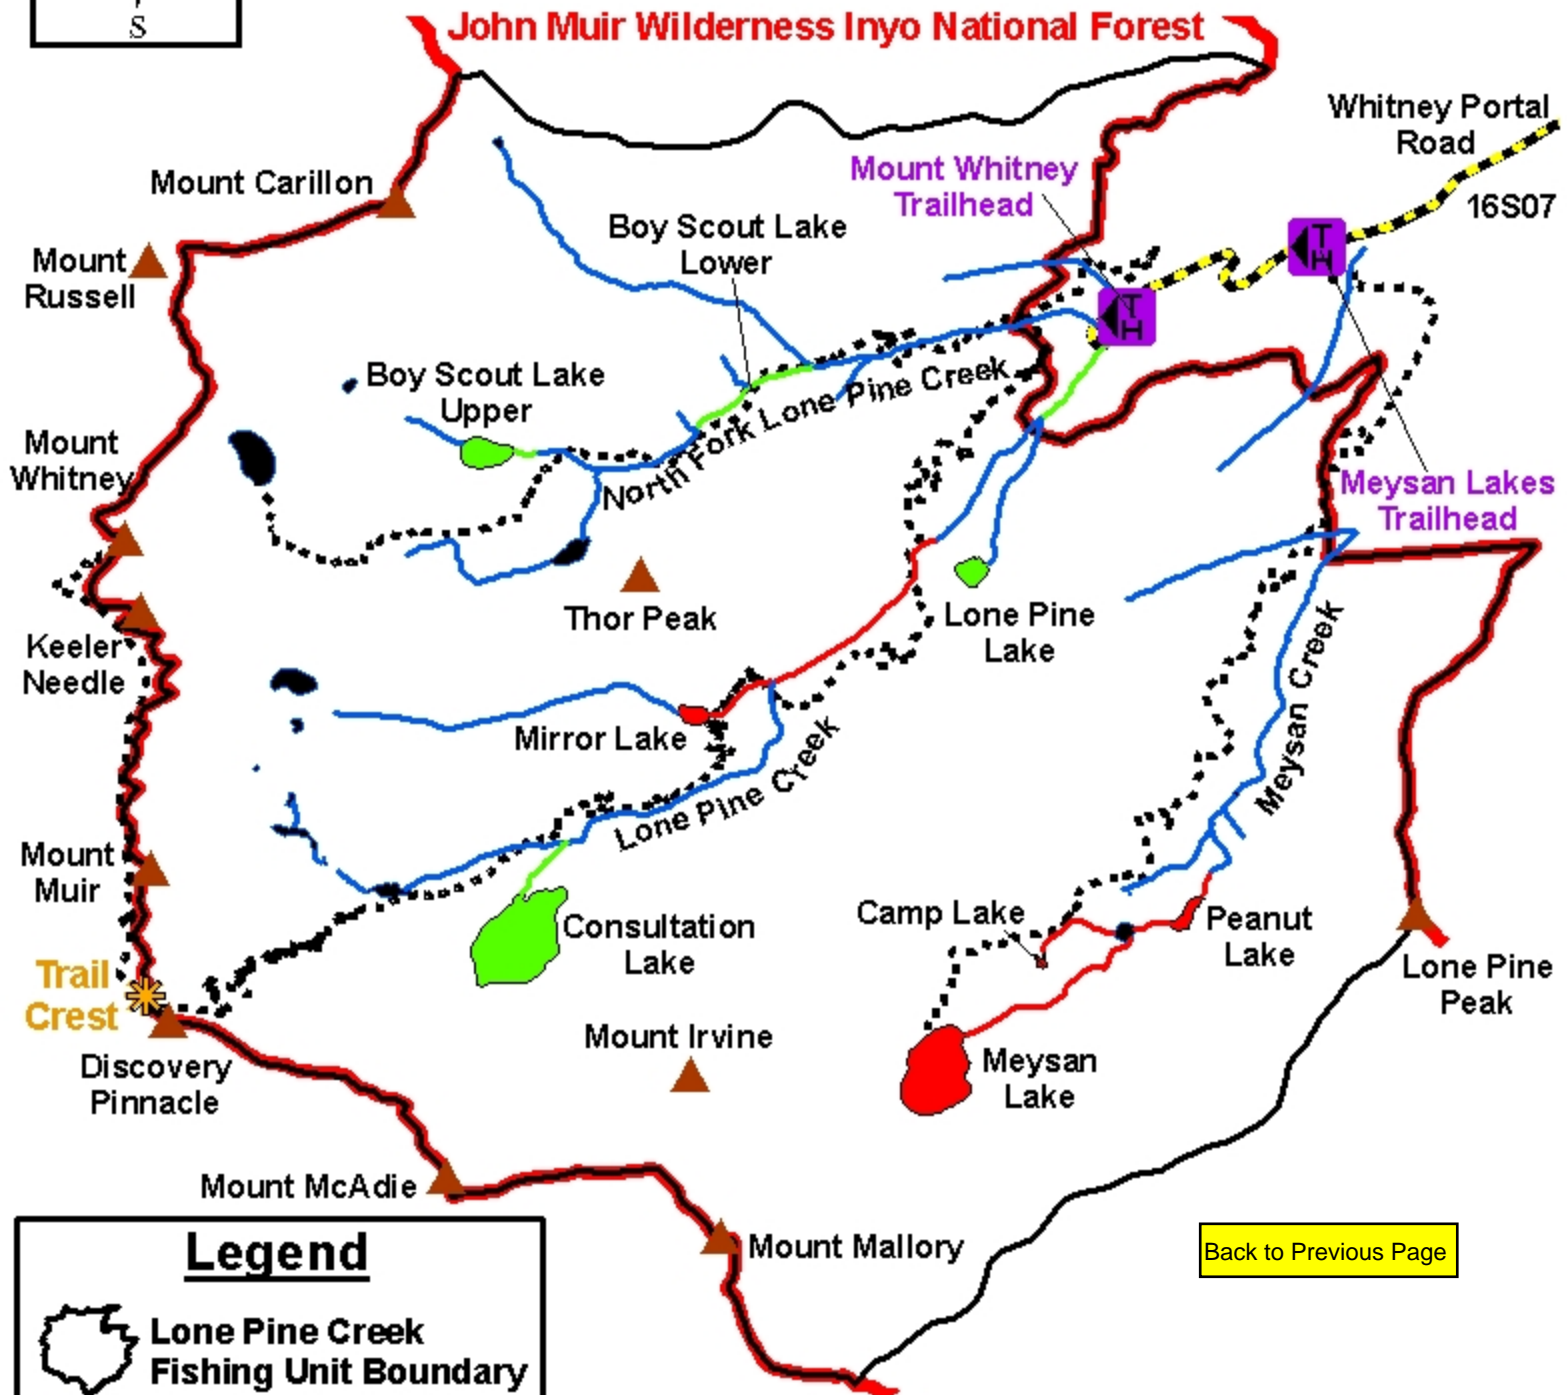 S
John Muir Wilderness Inyo National Forest
Whitney Portal
Road
16S07
Mount Whitney
Trailhead
Mount Carillon
Boy Scout Lake
Lower
Mount
Russell
T
H
T
H
Boy Scout Lake
Upper
North Fork Lone Pine Creek
Mount
Whitney
Meysan Lakes
Trailhead
Thor Peak
Lone Pine
Lake
Keeler
Needle
Meysan Creek
Mirror Lake
Lone Pine Creek
Mount
Muir
Camp Lake
Peanut
Lake
Consultation
Lake
Trail
Crest
Lone Pine
Peak
Mount Irvine
Meysan
Lake
Discovery
Pinnacle
Mount McAdie
Mount Mallory
Back to Previous Page
Legend
Lone Pine Creek
Fishing Unit Boundary